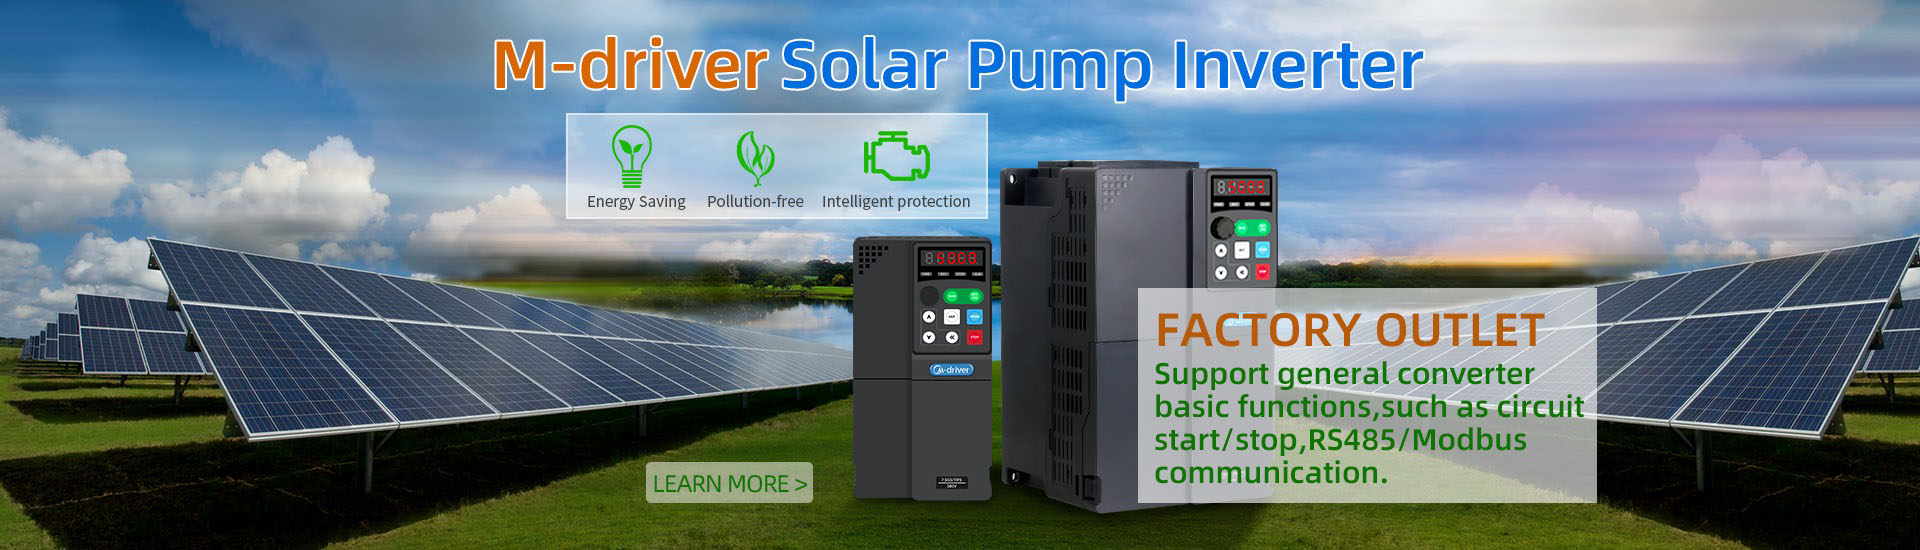 M-driver Solar Pump Inverter
Energy Saving
Pollution-free
Intelligent protection
M-driver
FACTORY OUTLET
Support general converter
basic functions,such as circuit
start/stop,RS485/Modbus
communication.
LEARN MORE >